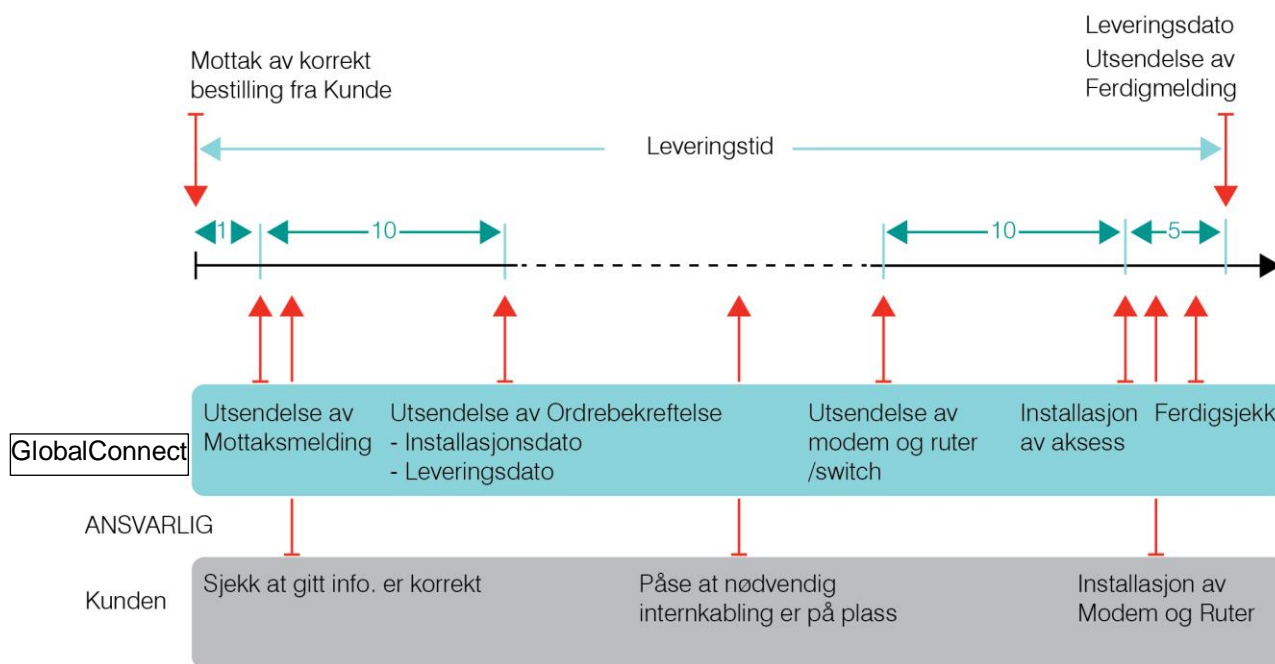 Leveringsdato
Mottak av korrekt
bestilling fra Kunde
Utsendelse av
Ferdigmelding
Leveringstid
1
10
10
5
Utsendelse av
Mottaksmelding
Utsendelse av Ordrebekreftelse
- Installasjonsdato
- Leveringsdato
Utsendelse av
modem og ruter
/switch
Installasjon
av aksess
Ferdigsjekk
GlobalConnect
ANSVARLIG
Kunden
Sjekk at gitt info. er korrekt
Påse at nødvendig
internkabling er på plass
Installasjon av
Modem og Ruter